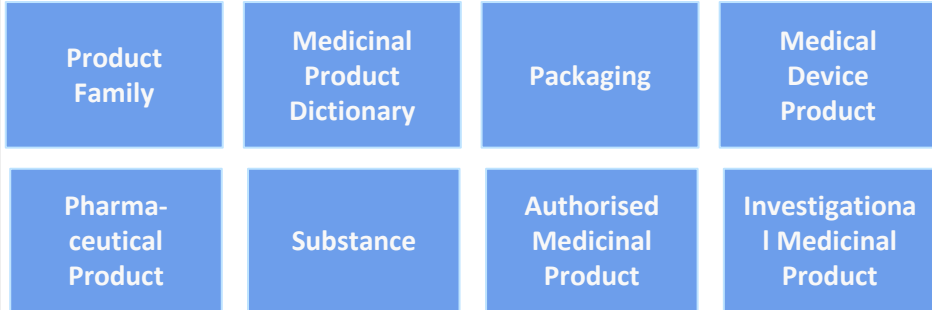 Product
Family
Medicinal
Product
Dictionary
Packaging
Medical
Device
Product
Pharma-
ceutical
Product
Substance
Authorised
Medicinal
Product
Investigationa
l Medicinal
Product